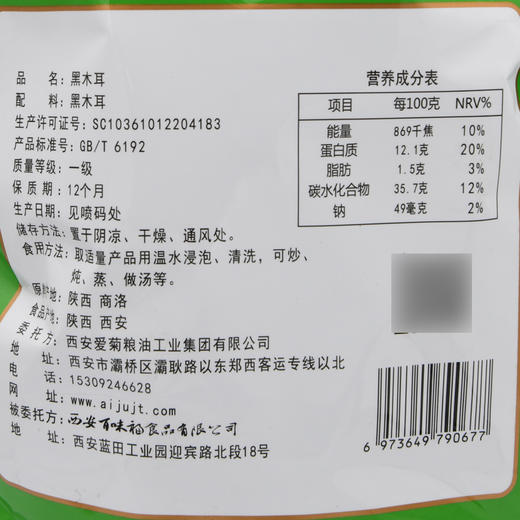 品 名：黑木耳
配 料：黑木耳
生产许可证号：SC10361012204183
产品标准号：GB/T 6192
质量等级：一级
保 质 期：12个月
生产日期：见喷码处
储存方法：置于阴凉、干燥、通风处。
食用方法：取适量产品用温水浸泡、清洗，可炒、
炖、蒸、做汤等。
原料产地：陕西 商洛
食品产地：陕西 西安
委 托 方：西安爱菊粮油工业集团有限公司
地 址：西安市灞桥区灞耿路以东郑西客运专线以北
电 话：15309246628
网 址：www.aijujt.com
被委托方：西安百味福食品有限公司
地 址：西安蓝田工业园迎宾路北段18号
营养成分表
项目 每100克 NRV%
能量 869千焦 10%
蛋白质 12.1克 20%
脂肪 1.5克 3%
碳水化合物 35.7克 12%
钠 49毫克 2%
6 973649 790677